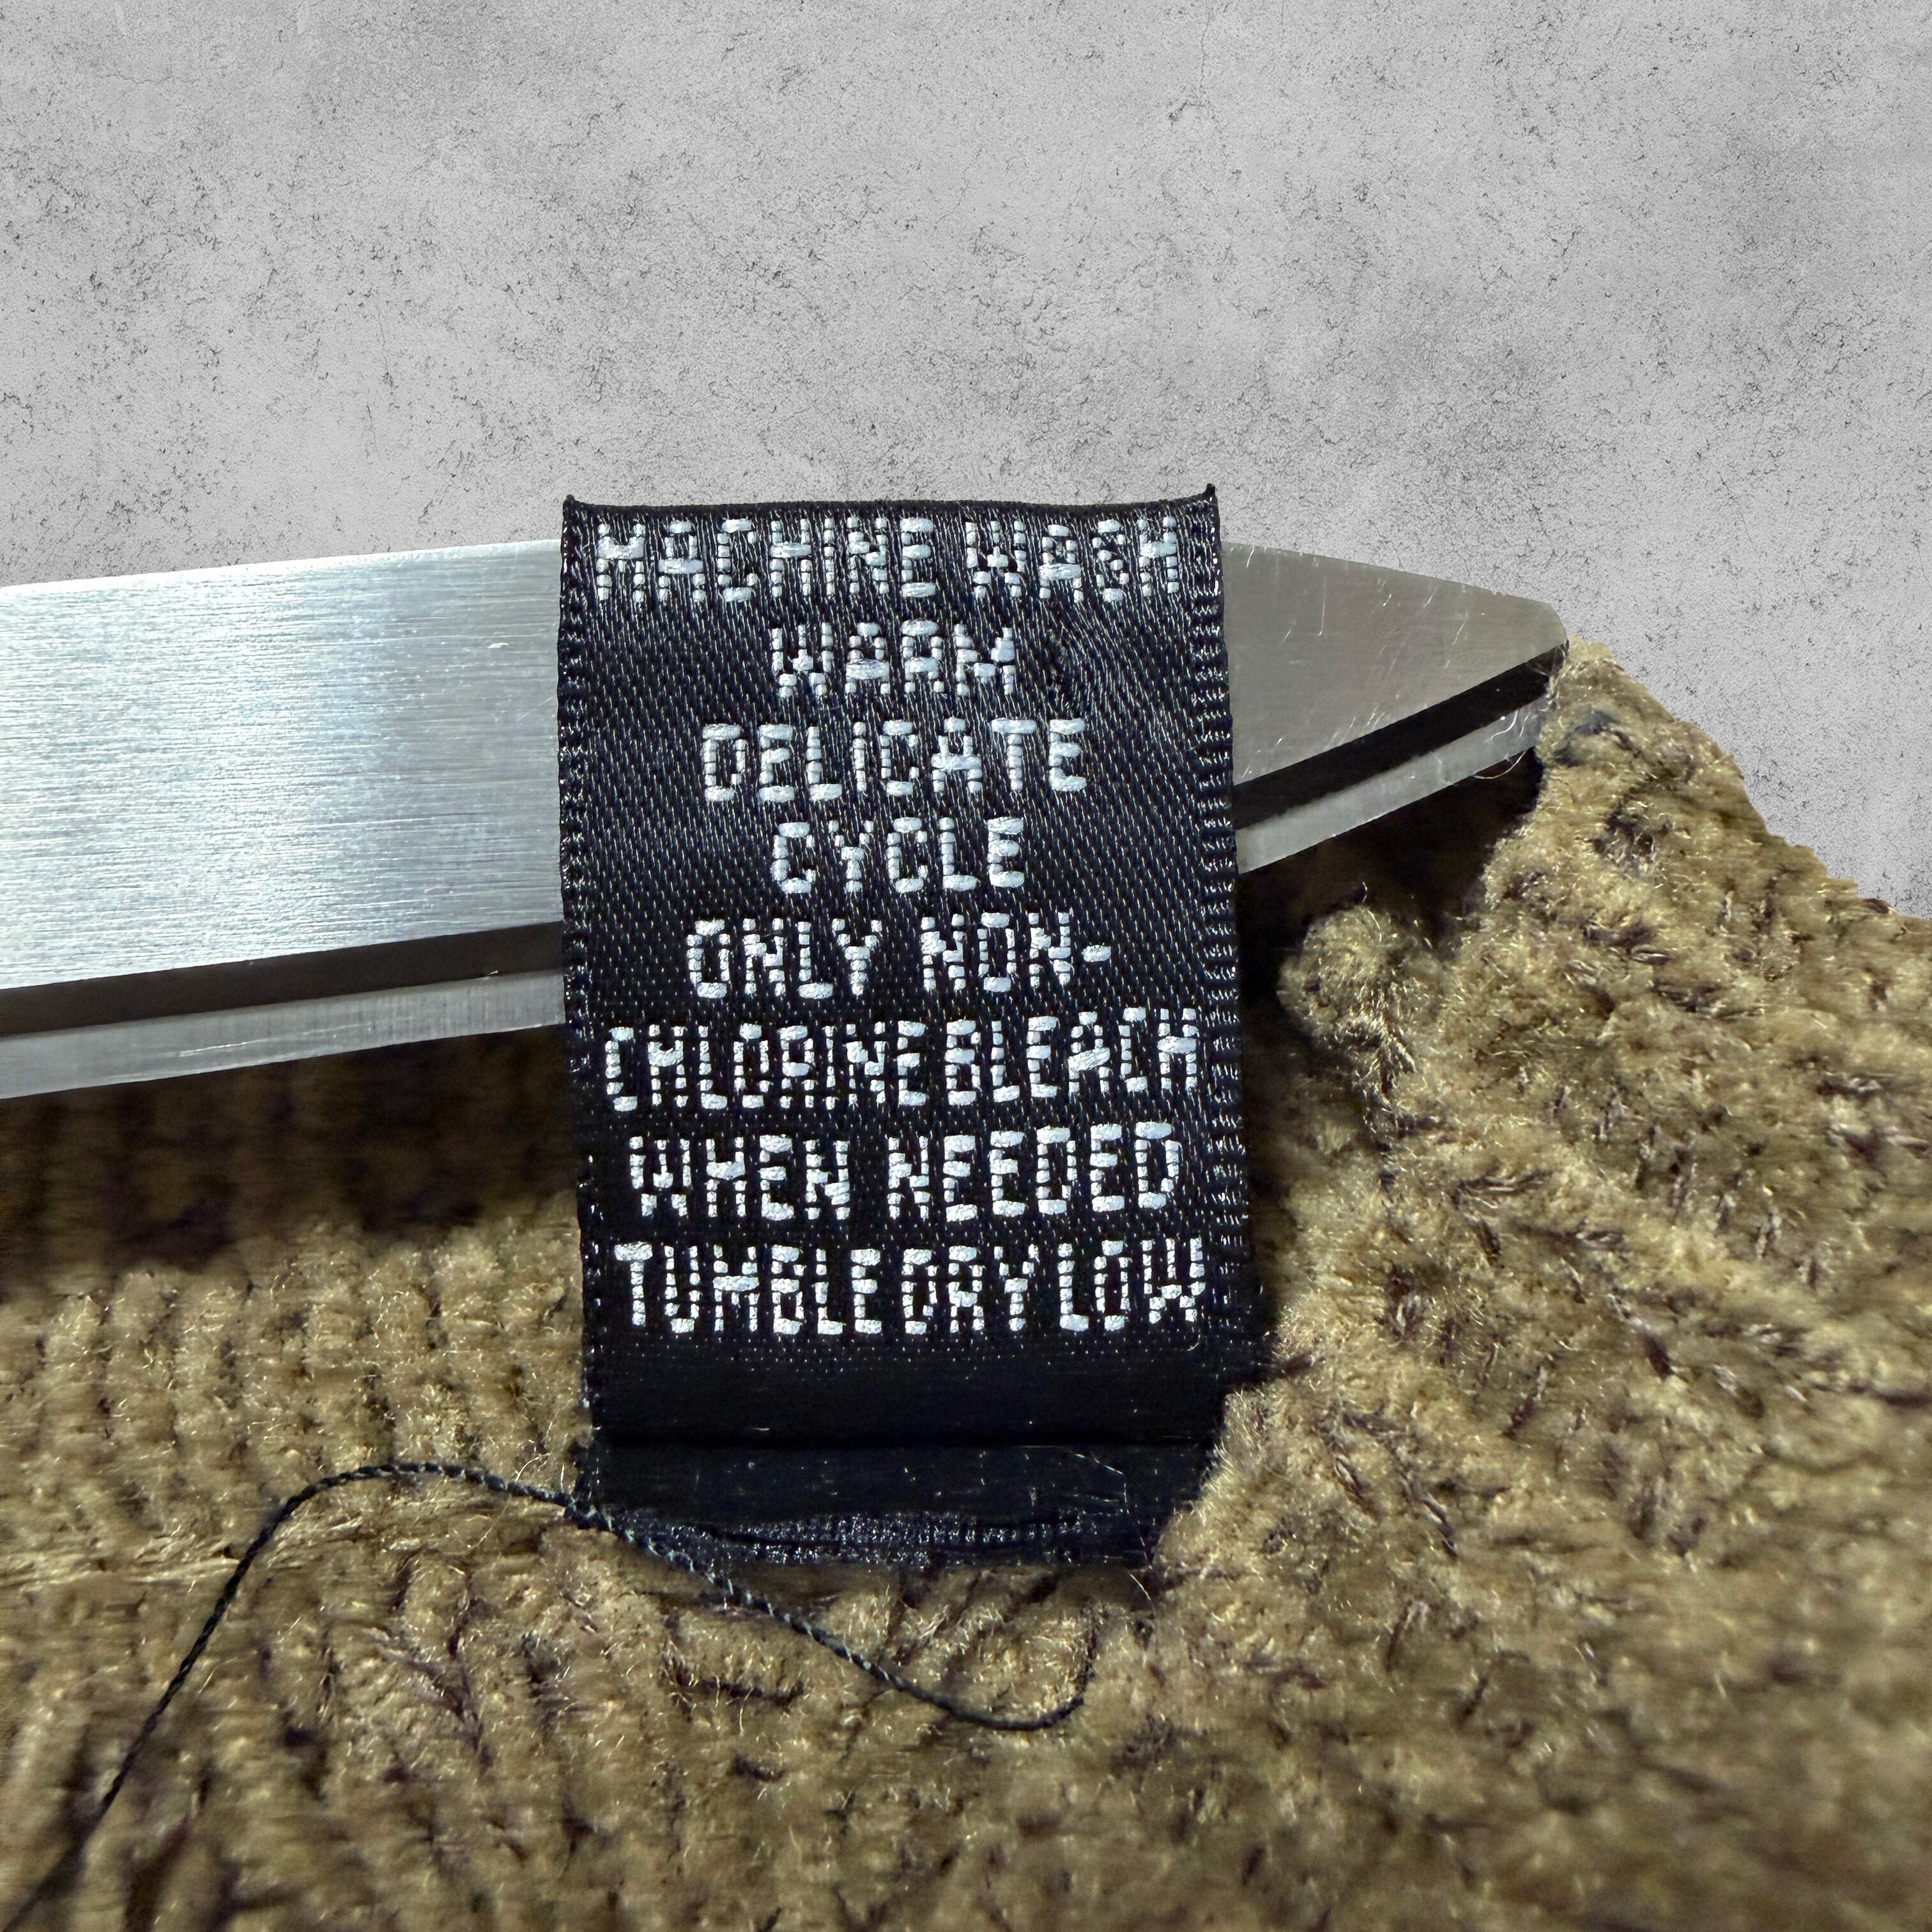 MACHINE WASH
WARM
DELICATE
CYCLE
ONLY NON-
CHLORINE BLEACH
WHEN NEEDED
TUMBLE DRY LOW